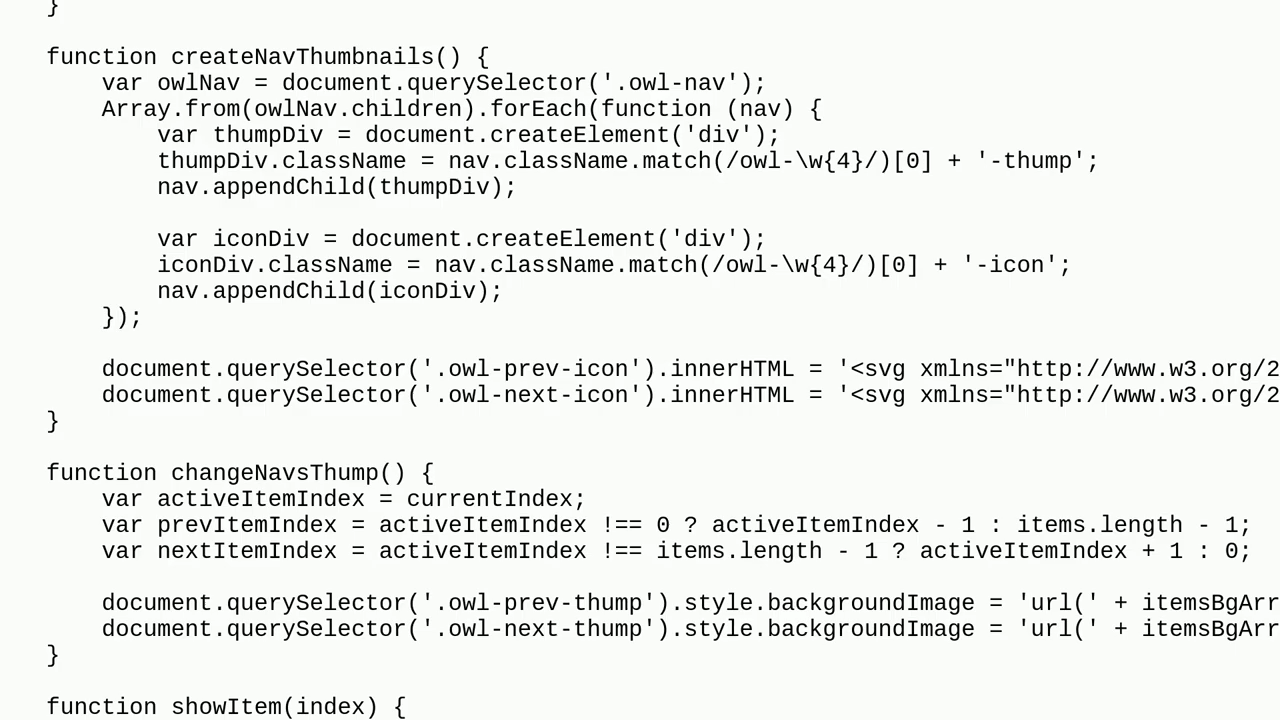 }
function createNavThumbnails() {
var owlNav = document.querySelector('.owl-nav');
Array.from(owlNav.children).forEach(function (nav) {
var thumpDiv = document.createElement('div');
thumpDiv.className = nav.className.match(/owl-\w{4}/)[0] + '-thump';
nav.appendChild(thumpDiv);
var iconDiv = document.createElement('div');
iconDiv.className = nav.className.match(/owl-\w{4}/)[0] + '-icon';
nav.appendChild(iconDiv);
});
document.querySelector('.owl-prev-icon').innerHTML = '<svg xmlns="http://www.w3.org/2
document.querySelector('.owl-next-icon').innerHTML = '<svg xmlns="http://www.w3.org/2
}
function changeNavsThump() {
var activeItemIndex = currentIndex;
var prevItemIndex = activeItemIndex !== 0 ? activeItemIndex - 1 : items.length - 1;
var nextItemIndex = activeItemIndex !== items.length - 1 ? activeItemIndex + 1 : 0;
document.querySelector('.owl-prev-thump').style.backgroundImage = 'url(' + itemsBgArr
document.querySelector('.owl-next-thump').style.backgroundImage = 'url(' + itemsBgArr
}
function showItem(index) {